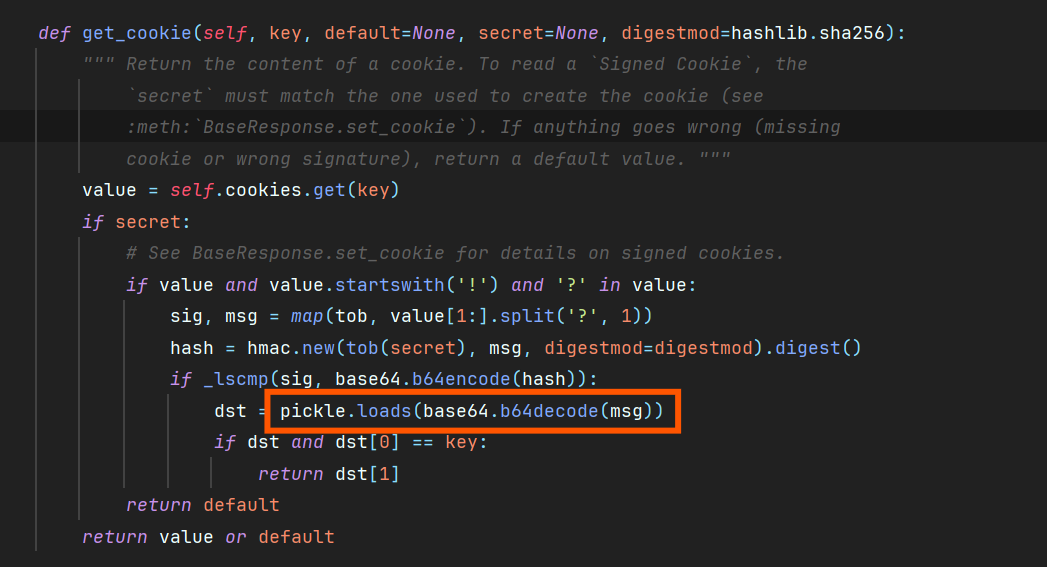 def get_cookie(self, key, default=None, secret=None, digestmod=hashlib.sha256):
""" Return the content of a cookie. To read a `Signed Cookie`, the
`secret` must match the one used to create the cookie (see
:meth:`BaseResponse.set_cookie`). If anything goes wrong (missing
cookie or wrong signature), return a default value. """
value = self.cookies.get(key)
if secret:
# See BaseResponse.set_cookie for details on signed cookies.
if value and value.startswith('!') and '?' in value:
sig, msg = map(tob, value[1:].split('?', 1))
hash = hmac.new(tob(secret), msg, digestmod=digestmod).digest()
if _lscmp(sig, base64.b64encode(hash)):
dst = pickle.loads(base64.b64decode(msg))
if dst and dst[0] == key:
return dst[1]
return default
return value or default